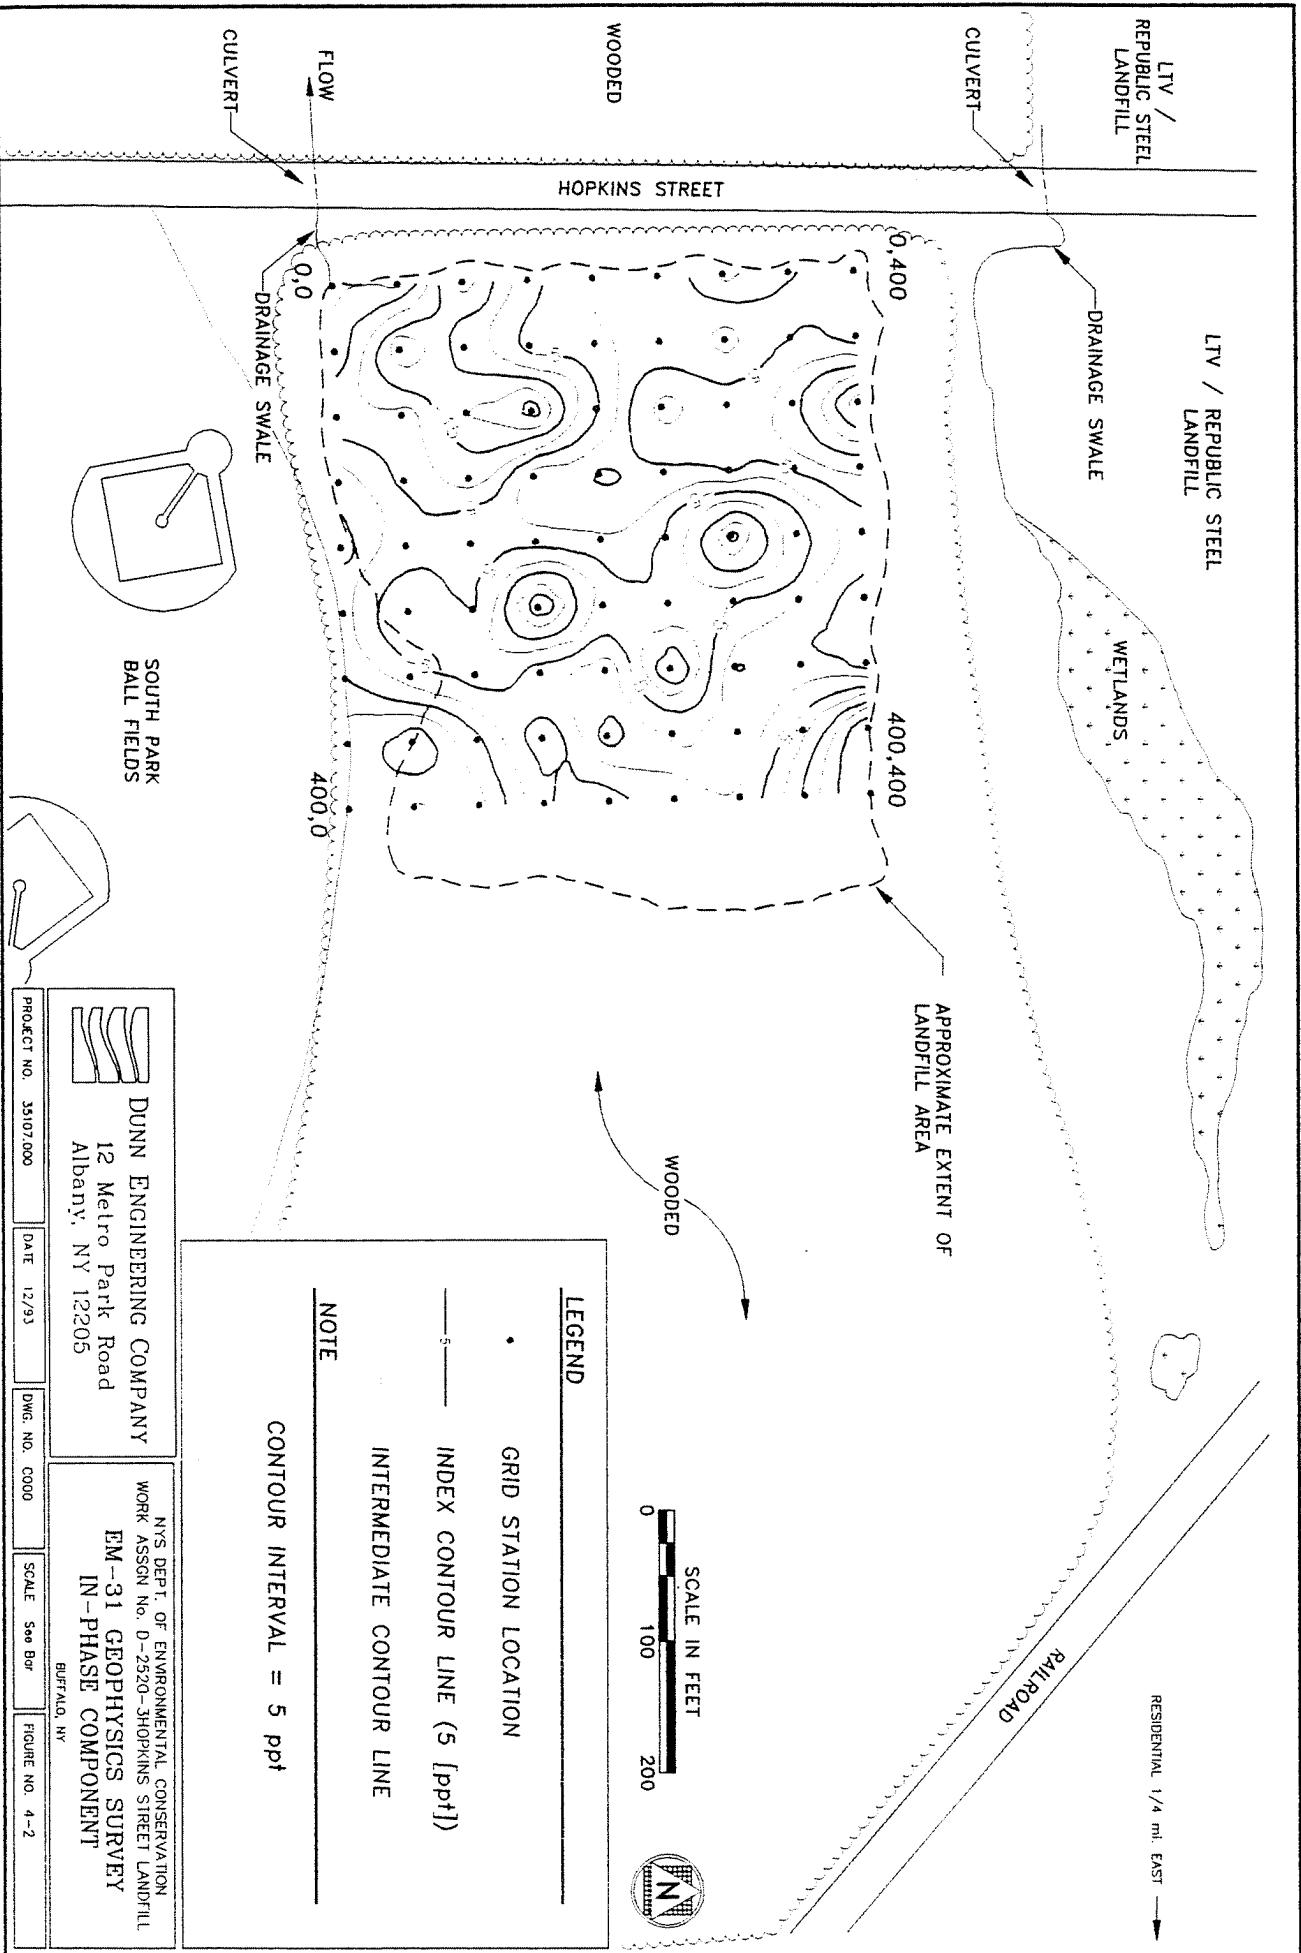 LTV /
REPUBLIC STEEL
LANDFILL
CULVERT
WOODED
FLOW
CULVERT
HOPKINS STREET
LTV / REPUBLIC STEEL
LANDFILL
DRAINAGE SWALE
WETLANDS
0,400
400,400
0,0
400,0
DRAINAGE SWALE
SOUTH PARK
BALL FIELDS
APPROXIMATE EXTENT OF
LANDFILL AREA
WOODED
RAILROAD
RESIDENTIAL 1/4 mi. EAST
SCALE IN FEET
0 100 200
N
LEGEND
GRID STATION LOCATION
5 INDEX CONTOUR LINE (5 [ppt])
INTERMEDIATE CONTOUR LINE
NOTE
CONTOUR INTERVAL = 5 ppt
DUNN ENGINEERING COMPANY
12 Metro Park Road
Albany, NY 12205
NYS DEPT. OF ENVIRONMENTAL CONSERVATION
WORK ASSGN No. D-2520-3HOPKINS STREET LANDFILL
EM-31 GEOPHYSICS SURVEY
IN-PHASE COMPONENT
BUFFALO, NY
PROJECT NO. 35107.000
DATE 12/93
DWG. NO. C000
SCALE See Bar
FIGURE NO. 4-2